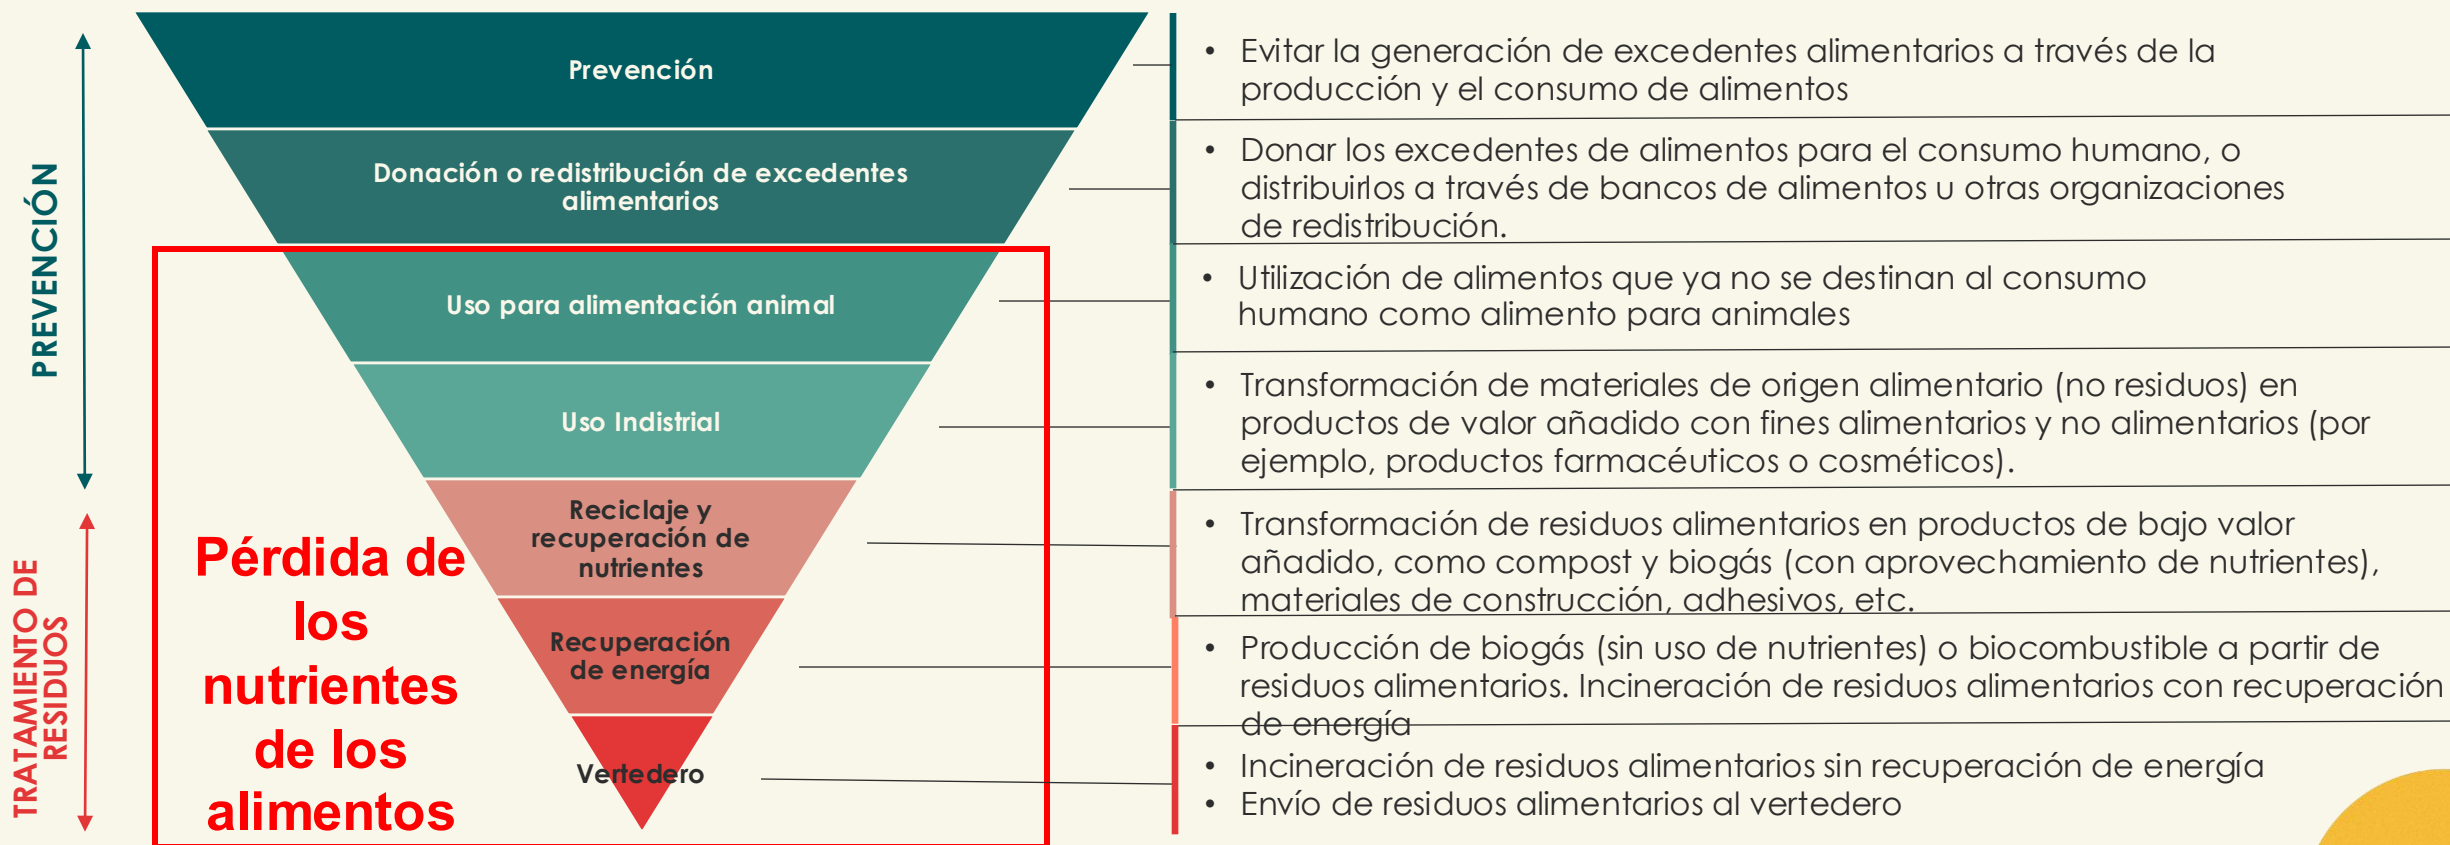 PREVENCIÓN
TRATAMIENTO DE
RESIDUOS
Prevención
Donación o redistribución de excedentes
alimentarios
Uso para alimentación animal
Uso Indistrial
Reciclaje y
recuperación de
nutrientes
Recuperación
de energía
Vertedero
Pérdida de
los
nutrientes
de los
alimentos
• Evitar la generación de excedentes alimentarios a través de la
producción y el consumo de alimentos
• Donar los excedentes de alimentos para el consumo humano, o
distribuirlos a través de bancos de alimentos u otras organizaciones
de redistribución.
• Utilización de alimentos que ya no se destinan al consumo
humano como alimento para animales
• Transformación de materiales de origen alimentario (no residuos) en
productos de valor añadido con fines alimentarios y no alimentarios (por
ejemplo, productos farmacéuticos o cosméticos).
• Transformación de residuos alimentarios en productos de bajo valor
añadido, como compost y biogás (con aprovechamiento de nutrientes),
materiales de construcción, adhesivos, etc.
• Producción de biogás (sin uso de nutrientes) o biocombustible a partir de
residuos alimentarios. Incineración de residuos alimentarios con recuperación
de energía
• Incineración de residuos alimentarios sin recuperación de energía
• Envío de residuos alimentarios al vertedero